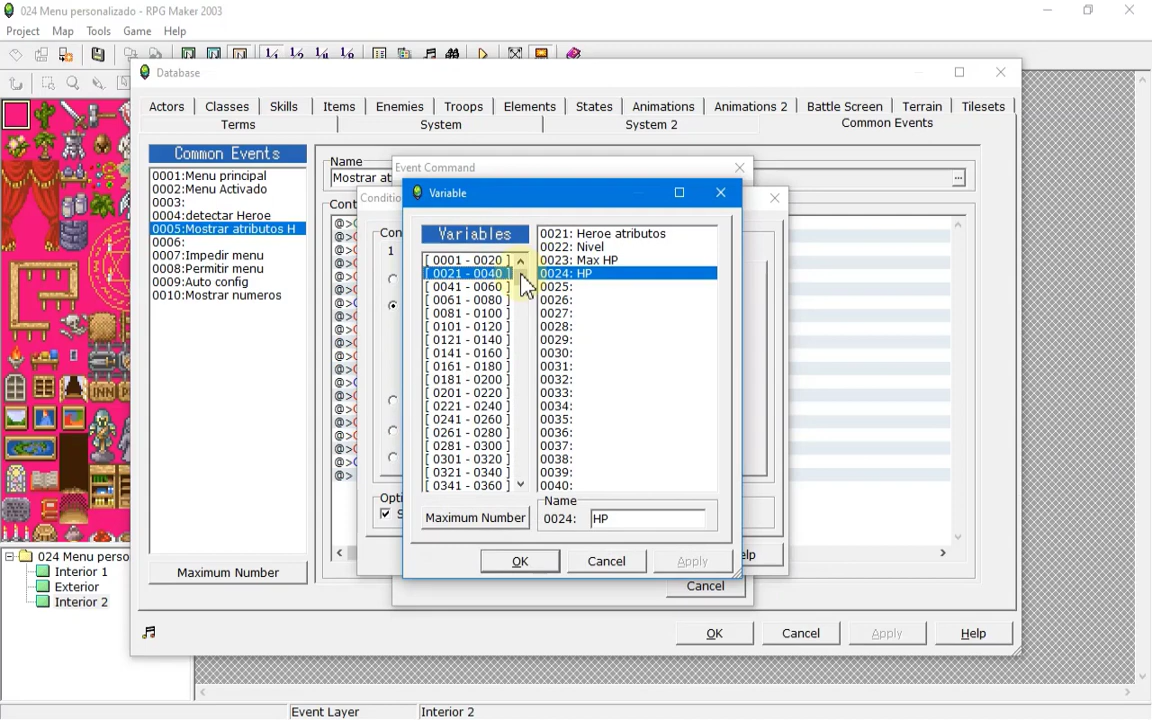 024 Menu personalizado - RPG Maker 2003
Project Map Tools Game Help
Database
Actors Classes Skills Items Enemies Troops Elements States Animations Animations 2 Battle Screen Terrain Tilesets
Terms System System 2 Common Events
Common Events
0001:Menu principal
0002:Menu Activado
0003:
0004:detectar Heroe
0005:Mostrar atributos H
0006:
0007:Impedir menu
0008:Permitir menu
0009:Auto config
0010:Mostrar numeros
Maximum Number
Name
Mostrar at
...
Cont
@>
Event Command
Conditio
Con
1
Opti
Help
Cancel
Variable
Variables
[ 0001 - 0020 ]
[ 0021 - 0040 ]
[ 0041 - 0060 ]
[ 0061 - 0080 ]
[ 0081 - 0100 ]
[ 0101 - 0120 ]
[ 0121 - 0140 ]
[ 0141 - 0160 ]
[ 0161 - 0180 ]
[ 0181 - 0200 ]
[ 0201 - 0220 ]
[ 0221 - 0240 ]
[ 0241 - 0260 ]
[ 0261 - 0280 ]
[ 0281 - 0300 ]
[ 0301 - 0320 ]
[ 0321 - 0340 ]
[ 0341 - 0360 ]
0021: Heroe atributos
0022: Nivel
0023: Max HP
0024: HP
0025:
0026:
0027:
0028:
0029:
0030:
0031:
0032:
0033:
0034:
0035:
0036:
0037:
0038:
0039:
0040:
Maximum Number
Name
0024: HP
OK Cancel Apply
OK Cancel Apply Help
024 Menu perso
Interior 1
Exterior
Interior 2
Event Layer Interior 2